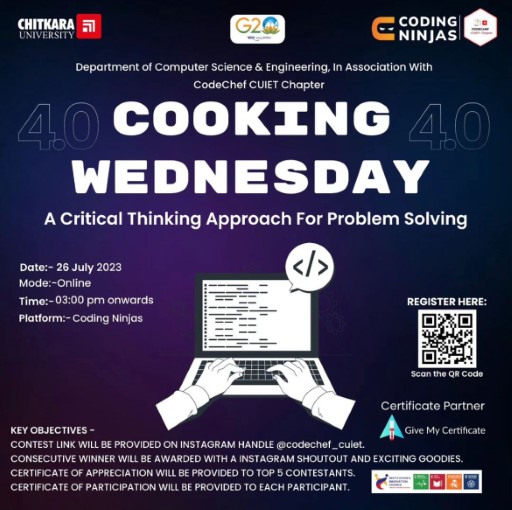 CHITKARA
UNIVERSITY
G20
CODING
NINJAS
Department of Computer Science & Engineering, In Association With
CodeChef CUIET Chapter
4.0 COOKING 4.0
WEDNESDAY
A Critical Thinking Approach For Problem Solving
</>
Date:- 26 July 2023
Mode:-Online
Time:- 03:00 pm onwards
Platform:- Coding Ninjas
REGISTER HERE:
Scan the QR Code
Certificate Partner
Give My Certificate
KEY OBJECTIVES -
CONTEST LINK WILL BE PROVIDED ON INSTAGRAM HANDLE @codechef_cuiet.
CONSECUTIVE WINNER WILL BE AWARDED WITH A INSTAGRAM SHOUTOUT AND EXCITING GOODIES.
CERTIFICATE OF APPRECIATION WILL BE PROVIDED TO TOP 5 CONTESTANTS.
CERTIFICATE OF PARTICIPATION WILL BE PROVIDED TO EACH PARTICIPANT.